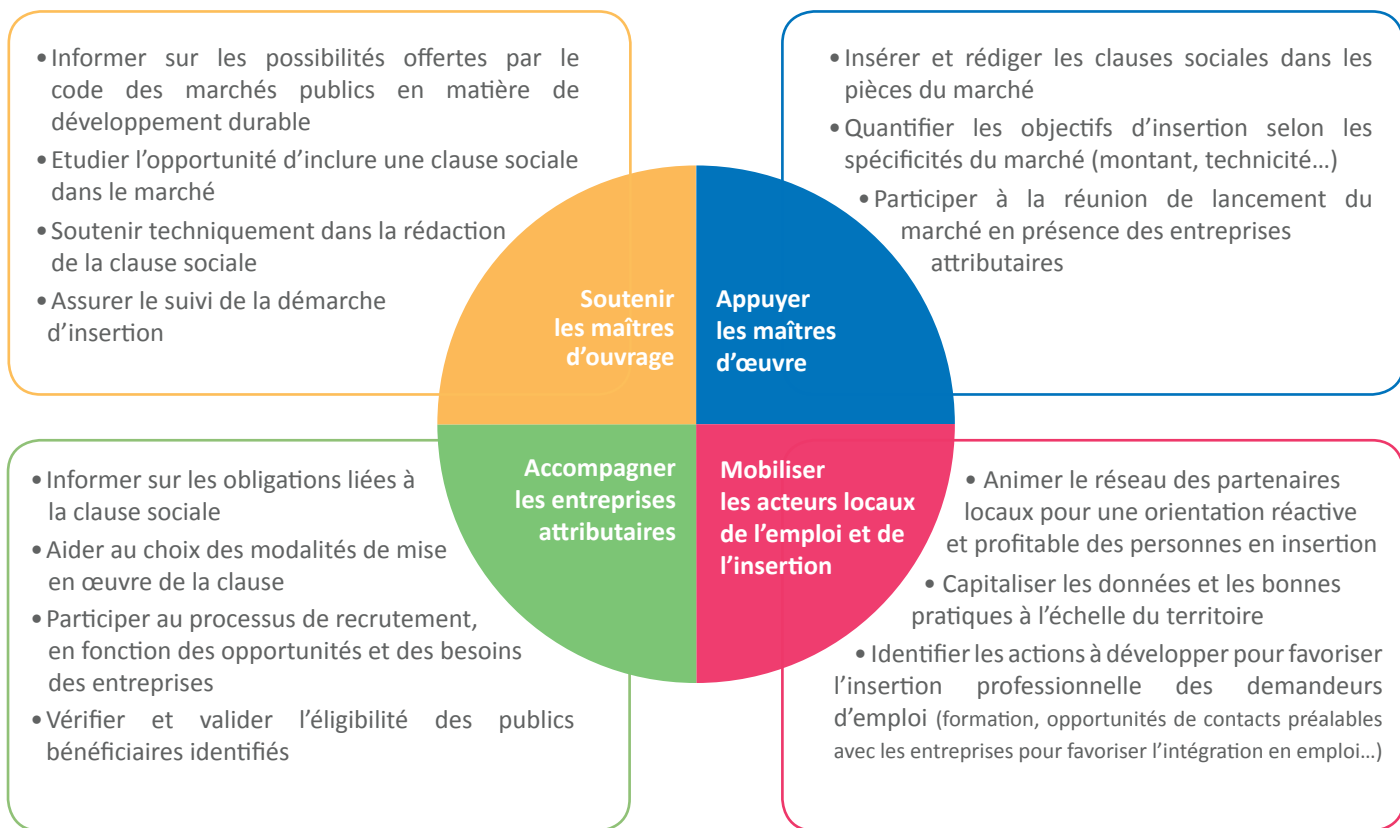 • Informer sur les possibilités offertes par le
code des marchés publics en matière de
développement durable
• Etudier l’opportunité d’inclure une clause sociale
dans le marché
• Soutenir techniquement dans la rédaction
de la clause sociale
• Assurer le suivi de la démarche
d’insertion
Soutenir
les maîtres
d’ouvrage
• Insérer et rédiger les clauses sociales dans les
pièces du marché
• Quantifier les objectifs d’insertion selon les
spécificités du marché (montant, technicité...)
• Participer à la réunion de lancement du
marché en présence des entreprises
attributaires
Appuyer
les maîtres
d’œuvre
• Informer sur les obligations liées à
la clause sociale
• Aider au choix des modalités de mise
en œuvre de la clause
• Participer au processus de recrutement,
en fonction des opportunités et des besoins
des entreprises
• Vérifier et valider l’éligibilité des publics
bénéficiaires identifiés
Accompagner
les entreprises
attributaires
Mobiliser
les acteurs locaux
de l’emploi et de
l’insertion
• Animer le réseau des partenaires
locaux pour une orientation réactive
et profitable des personnes en insertion
• Capitaliser les données et les bonnes
pratiques à l’échelle du territoire
• Identifier les actions à développer pour favoriser
l’insertion professionnelle des demandeurs
d’emploi (formation, opportunités de contacts préalables
avec les entreprises pour favoriser l’intégration en emploi...)